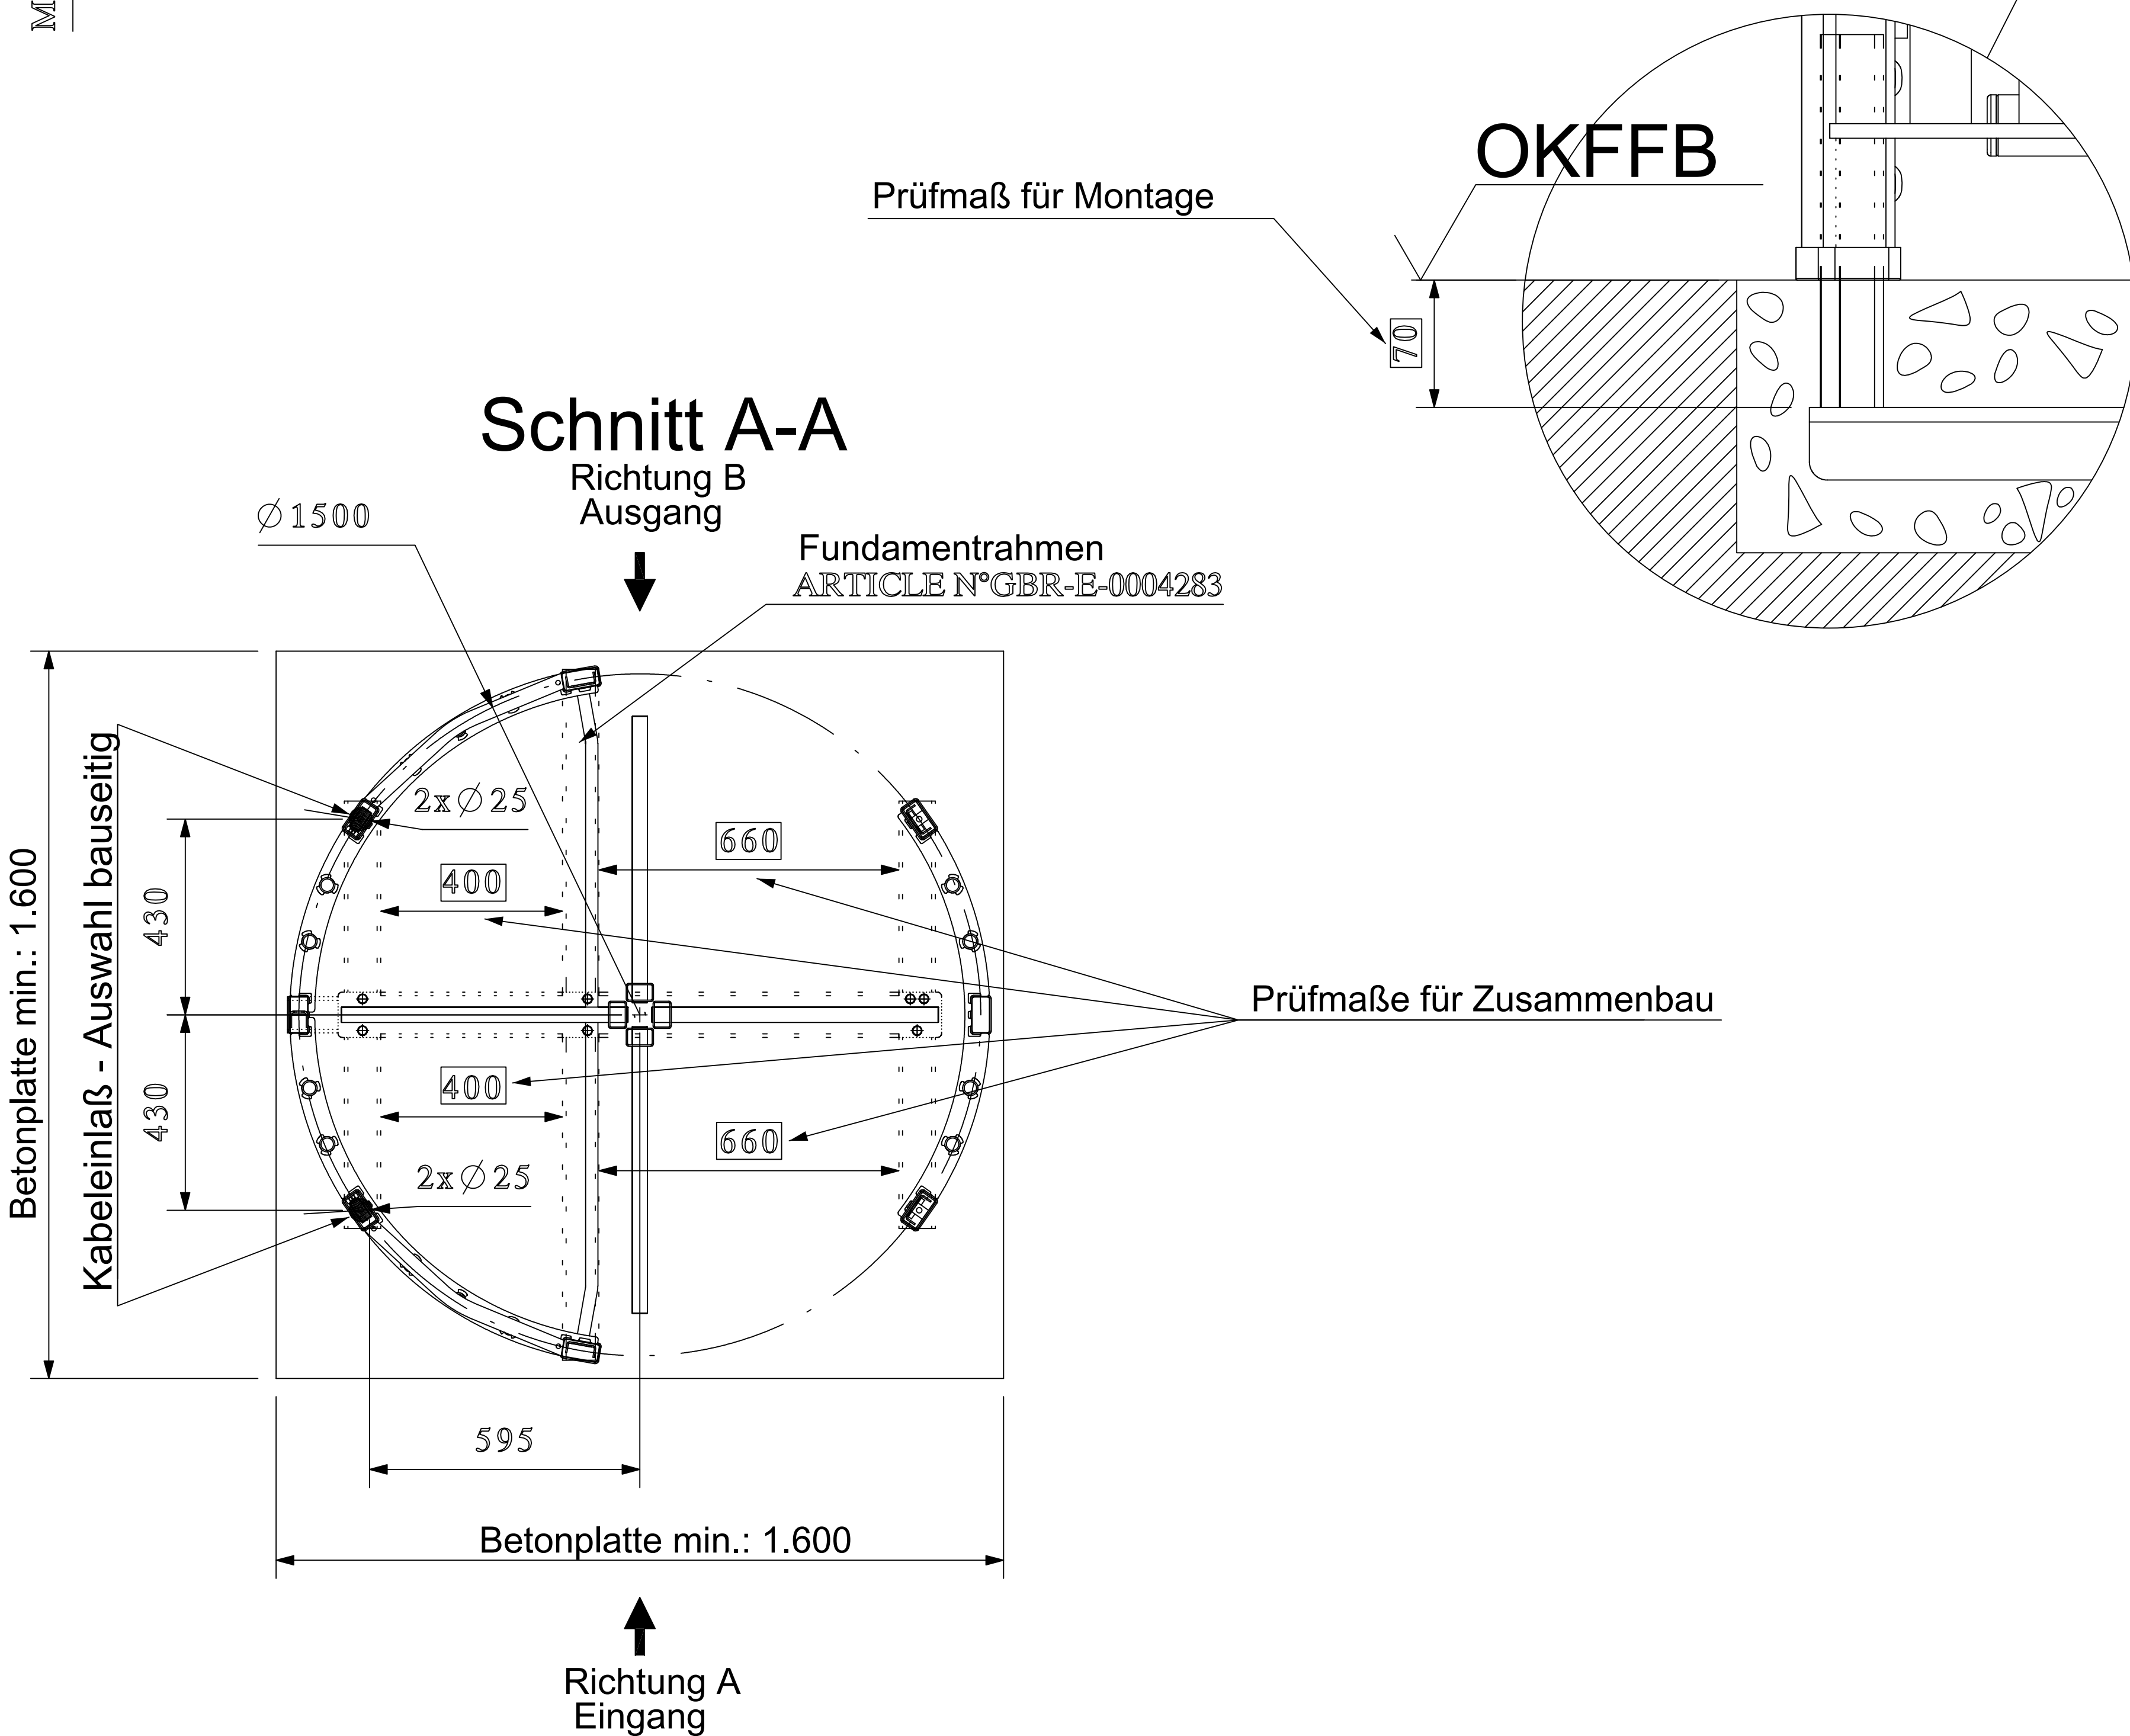 M
OKFFB
Prüfmaß für Montage
70
Schnitt A-A
Richtung B
Ausgang
Ø 1500
Fundamentrahmen
ARTICLE N°GBR-E-0004283
Betonplatte min.: 1.600
Kabeleinlaß - Auswahl bauseitig
430
430
2x Ø 25
660
400
Prüfmaße für Zusammenbau
400
660
2x Ø 25
595
Betonplatte min.: 1.600
Richtung A
Eingang